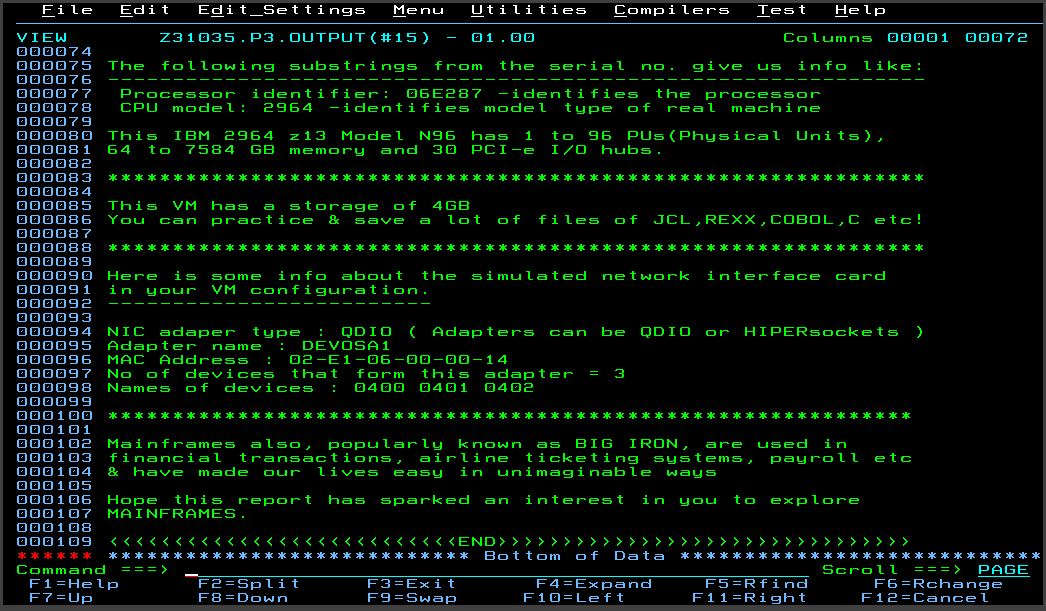 File Edit Edit_Settings Menu Utilities Compilers Test Help
VIEW Z31035.P3.OUTPUT(#15) - 01.00 Columns 00001 00072
000074
000075 The following substrings from the serial no. give us info like:
000076 ---------------------------------------------------------------
000077 Processor identifier: 06E287 -identifies the processor
000078 CPU model: 2964 -identifies model type of real machine
000079
000080 This IBM 2964 z13 Model N96 has 1 to 96 PUs(Physical Units),
000081 64 to 7584 GB memory and 30 PCI-e I/O hubs.
000082
000083 ***************************************************************
000084
000085 This VM has a storage of 4GB
000086 You can practice & save a lot of files of JCL,REXX,COBOL,C etc!
000087
000088 ***************************************************************
000089
000090 Here is some info about the simulated network interface card
000091 in your VM configuration.
000092 -------------------------
000093
000094 NIC adaper type : QDIO ( Adapters can be QDIO or HIPERsockets )
000095 Adapter name : DEVOSA1
000096 MAC Address : 02-E1-06-00-00-14
000097 No of devices that form this adapter = 3
000098 Names of devices : 0400 0401 0402
000099
000100 **************************************************************
000101
000102 Mainframes also, popularly known as BIG IRON, are used in
000103 financial transactions, airline ticketing systems, payroll etc
000104 & have made our lives easy in unimaginable ways
000105
000106 Hope this report has sparked an interest in you to explore
000107 MAINFRAMES.
000108
000109 <<<<<<<<<<<<<<<<<<<<<<<<<<<END>>>>>>>>>>>>>>>>>>>>>>>>>>>>>>>>
****** **************************** Bottom of Data ****************************
Command ===> Scroll ===> PAGE
F1=Help F2=Split F3=Exit F4=Expand F5=Rfind F6=Rchange
F7=Up F8=Down F9=Swap F10=Left F11=Right F12=Cancel